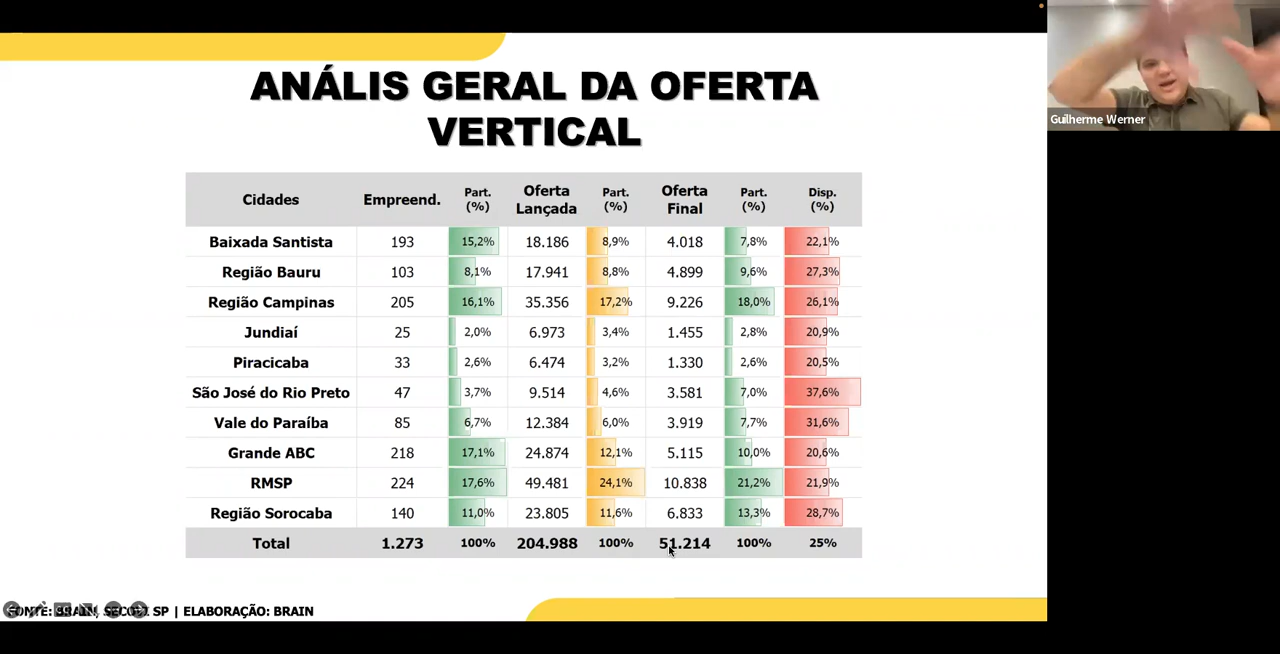 ANÁLIS GERAL DA OFERTA
VERTICAL
Guilherme Werner
Cidades Empreend. Part. (%) Oferta Lançada Part. (%) Oferta Final Part. (%) Disp. (%)
Baixada Santista 193 15,2% 18.186 8,9% 4.018 7,8% 22,1%
Região Bauru 103 8,1% 17.941 8,8% 4.899 9,6% 27,3%
Região Campinas 205 16,1% 35.356 17,2% 9.226 18,0% 26,1%
Jundiaí 25 2,0% 6.973 3,4% 1.455 2,8% 20,9%
Piracicaba 33 2,6% 6.474 3,2% 1.330 2,6% 20,5%
São José do Rio Preto 47 3,7% 9.514 4,6% 3.581 7,0% 37,6%
Vale do Paraíba 85 6,7% 12.384 6,0% 3.919 7,7% 31,6%
Grande ABC 218 17,1% 24.874 12,1% 5.115 10,0% 20,6%
RMSP 224 17,6% 49.481 24,1% 10.838 21,2% 21,9%
Região Sorocaba 140 11,0% 23.805 11,6% 6.833 13,3% 28,7%
Total 1.273 100% 204.988 100% 51.214 100% 25%
FONTE: BRAIN, SECOVI SP | ELABORAÇÃO: BRAIN